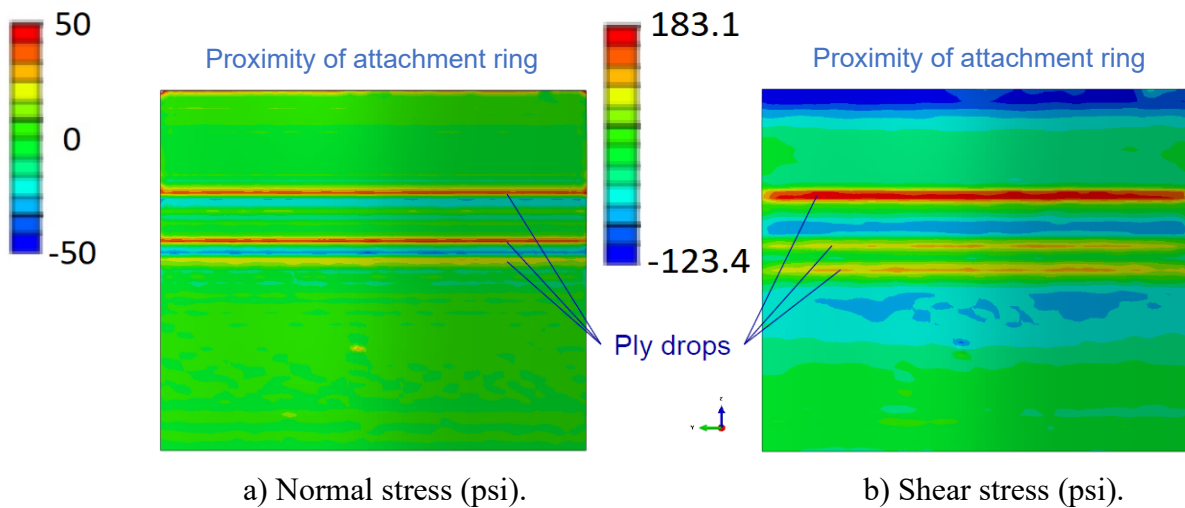 50
0
-50
Proximity of attachment ring
183.1
-123.4
Proximity of attachment ring
Ply drops
Z
Y
a) Normal stress (psi).
b) Shear stress (psi).